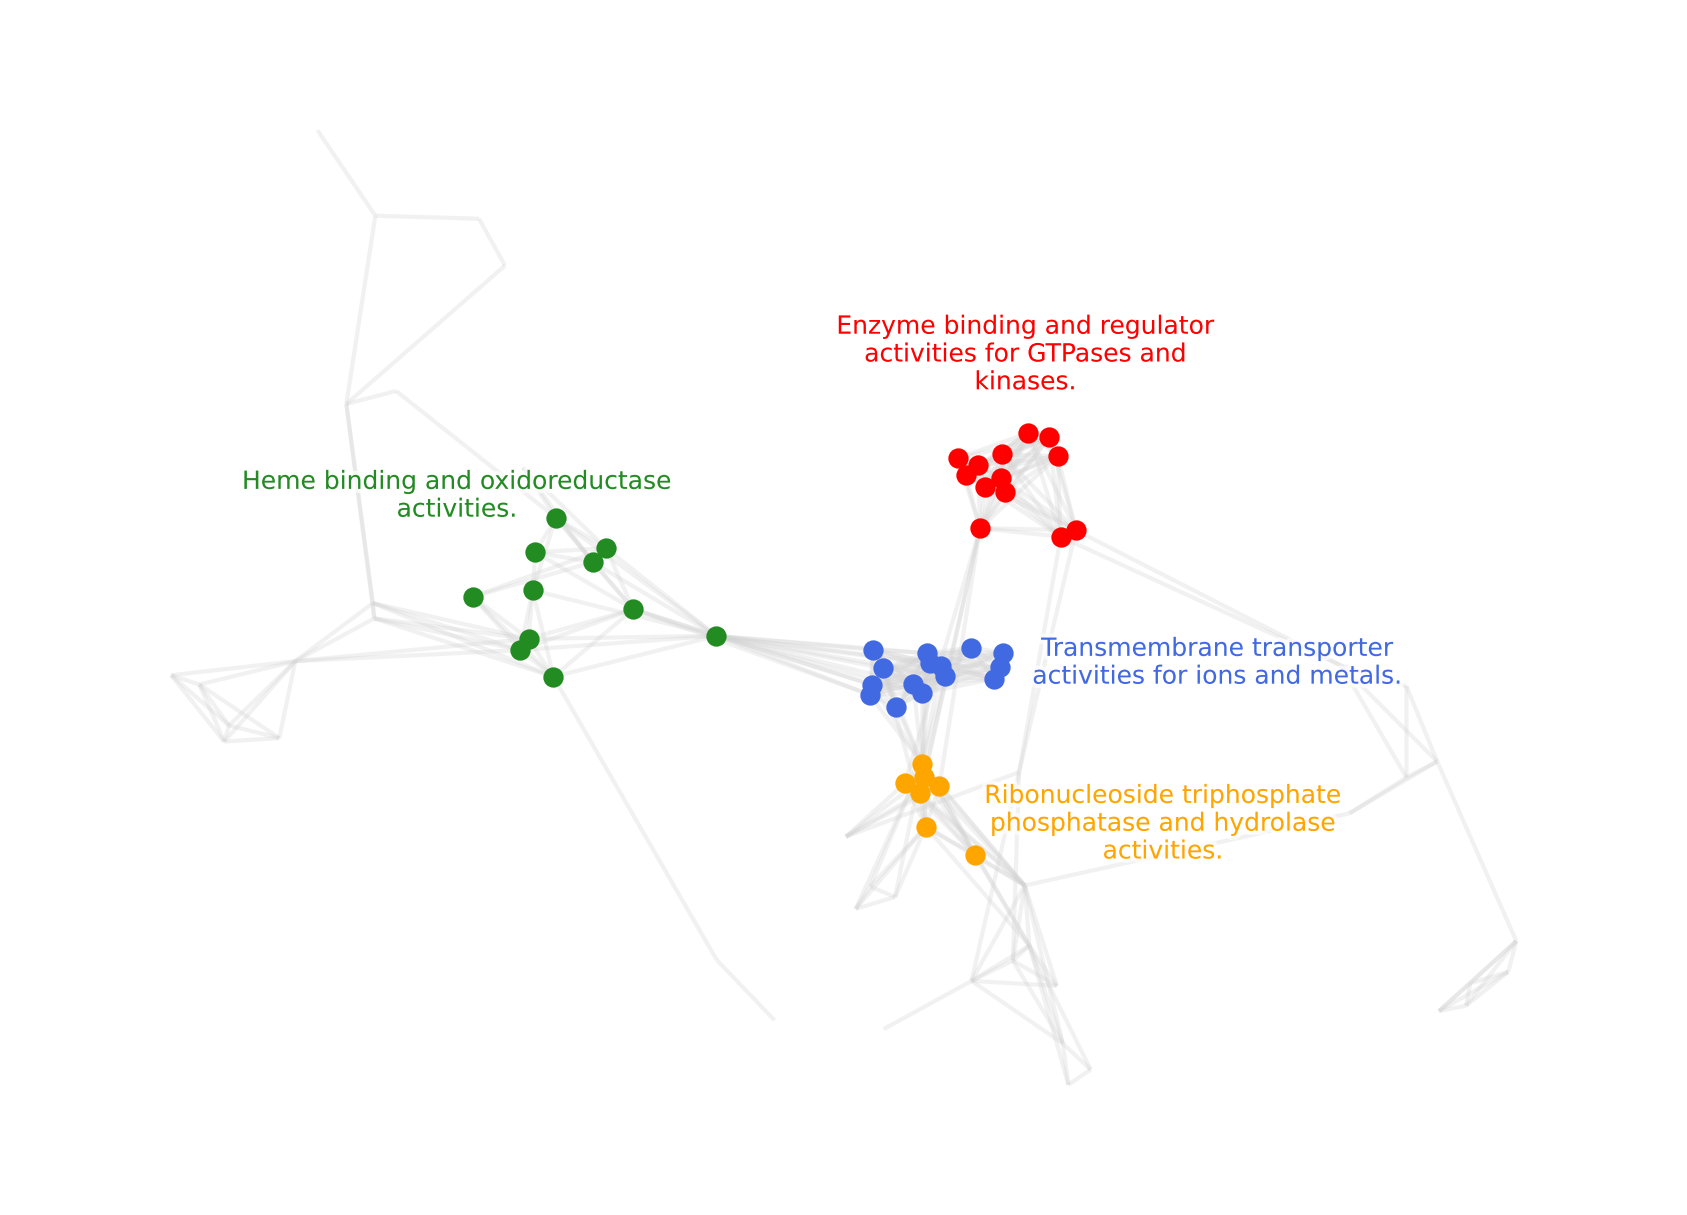 Enzyme binding and regulator
activities for GTPases and
kinases.
Heme binding and oxidoreductase
activities.
Transmembrane transporter
activities for ions and metals.
Ribonucleoside triphosphate
phosphatase and hydrolase
activities.